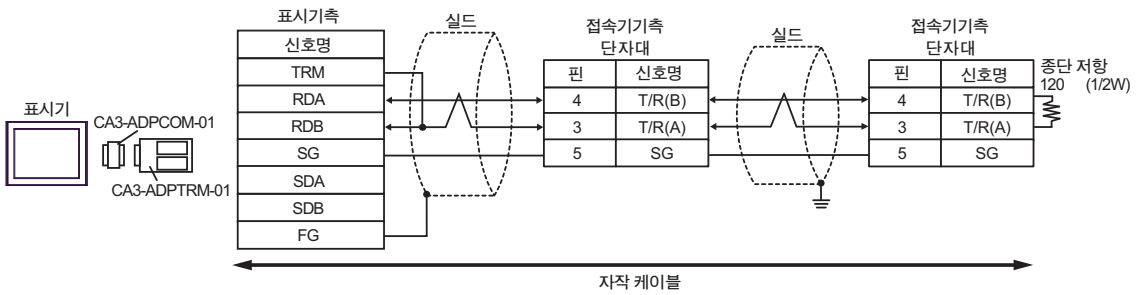 표시기
CA3-ADPCOM-01
CA3-ADPTRM-01
표시기측
신호명
TRM
RDA
RDB
SG
SDA
SDB
FG
실드
접속기기측
단자대
핀 신호명
4 T/R(B)
3 T/R(A)
5 SG
실드
접속기기측
단자대
핀 신호명
4 T/R(B)
3 T/R(A)
5 SG
종단 저항
120 (1/2W)
자작 케이블